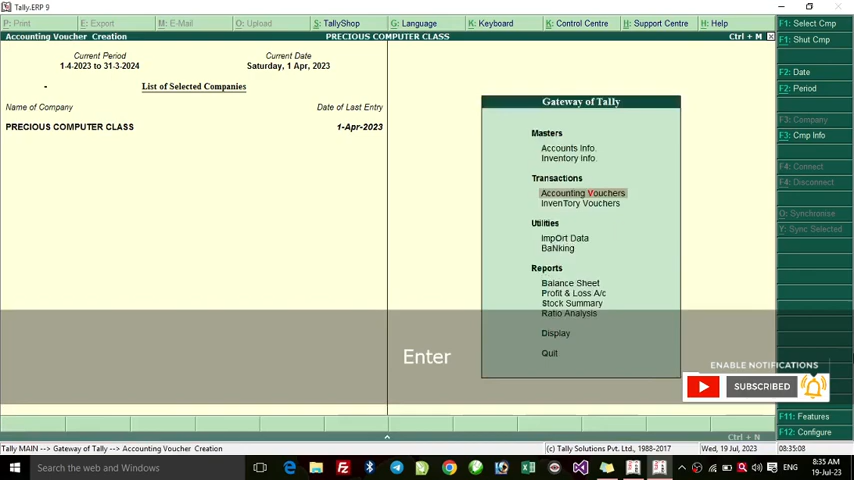 Tally.ERP 9
P: Print
E: Export
M: E-Mail
O: Upload
S: TallyShop
G: Language
K: Keyboard
K: Control Centre
H: Support Centre
H: Help
F1: Select Cmp
Accounting Voucher Creation
PRECIOUS COMPUTER CLASS
Ctrl + M
F1: Shut Cmp
Current Period
Current Date
1-4-2023 to 31-3-2024
Saturday, 1 Apr, 2023
F2: Date
List of Selected Companies
F2: Period
Name of Company
Date of Last Entry
Gateway of Tally
PRECIOUS COMPUTER CLASS
1-Apr-2023
F3: Company
F3: Cmp Info
Masters
Accounts Info.
Inventory Info.
F4: Connect
Transactions
F4: Disconnect
Accounting Vouchers
InvenTory Vouchers
O: Synchronise
Utilities
Y: Sync Selected
ImpOrt Data
BaNking
Reports
Balance Sheet
Profit & Loss A/c
Stock Summary
Ratio Analysis
Display
Quit
Enter
ENABLE NOTIFICATIONS
SUBSCRIBED
F11: Features
F12: Configure
Ctrl + N
Tally MAIN --> Gateway of Tally --> Accounting Voucher Creation
(c) Tally Solutions Pvt. Ltd., 1988-2017
Wed, 19 Jul, 2023
08:35:08
Search the web and Windows
ENG
8:35 AM
19-Jul-23